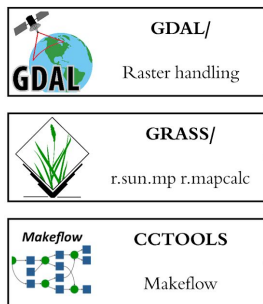 GDAL
GDAL/
Raster handling
GRASS/
r.sun.mp r.mapcalc
Makeflow
CCTOOLS
Makeflow